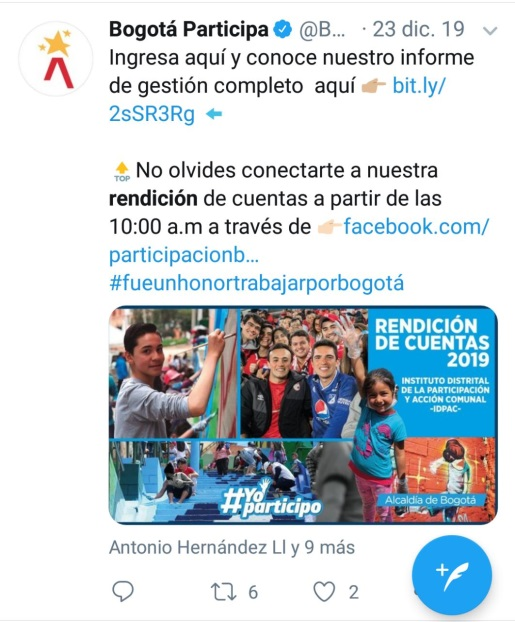 Bogotá Participa @B... · 23 dic. 19
Ingresa aquí y conoce nuestro informe
de gestión completo aquí 👉🏼 bit.ly/
2sSR3Rg
TOP No olvides conectarte a nuestra
rendición de cuentas a partir de las
10:00 a.m a través de 👉🏻facebook.com/
participacionb...
#fueunhonortrabajarporbogotá
RENDICIÓN
DE CUENTAS
2019
INSTITUTO DISTRITAL
DE LA PARTICIPACIÓN
Y ACCIÓN COMUNAL
-IDPAC-
#Yo
participo
Alcaldía de Bogotá
Antonio Hernández Ll y 9 más
6
2